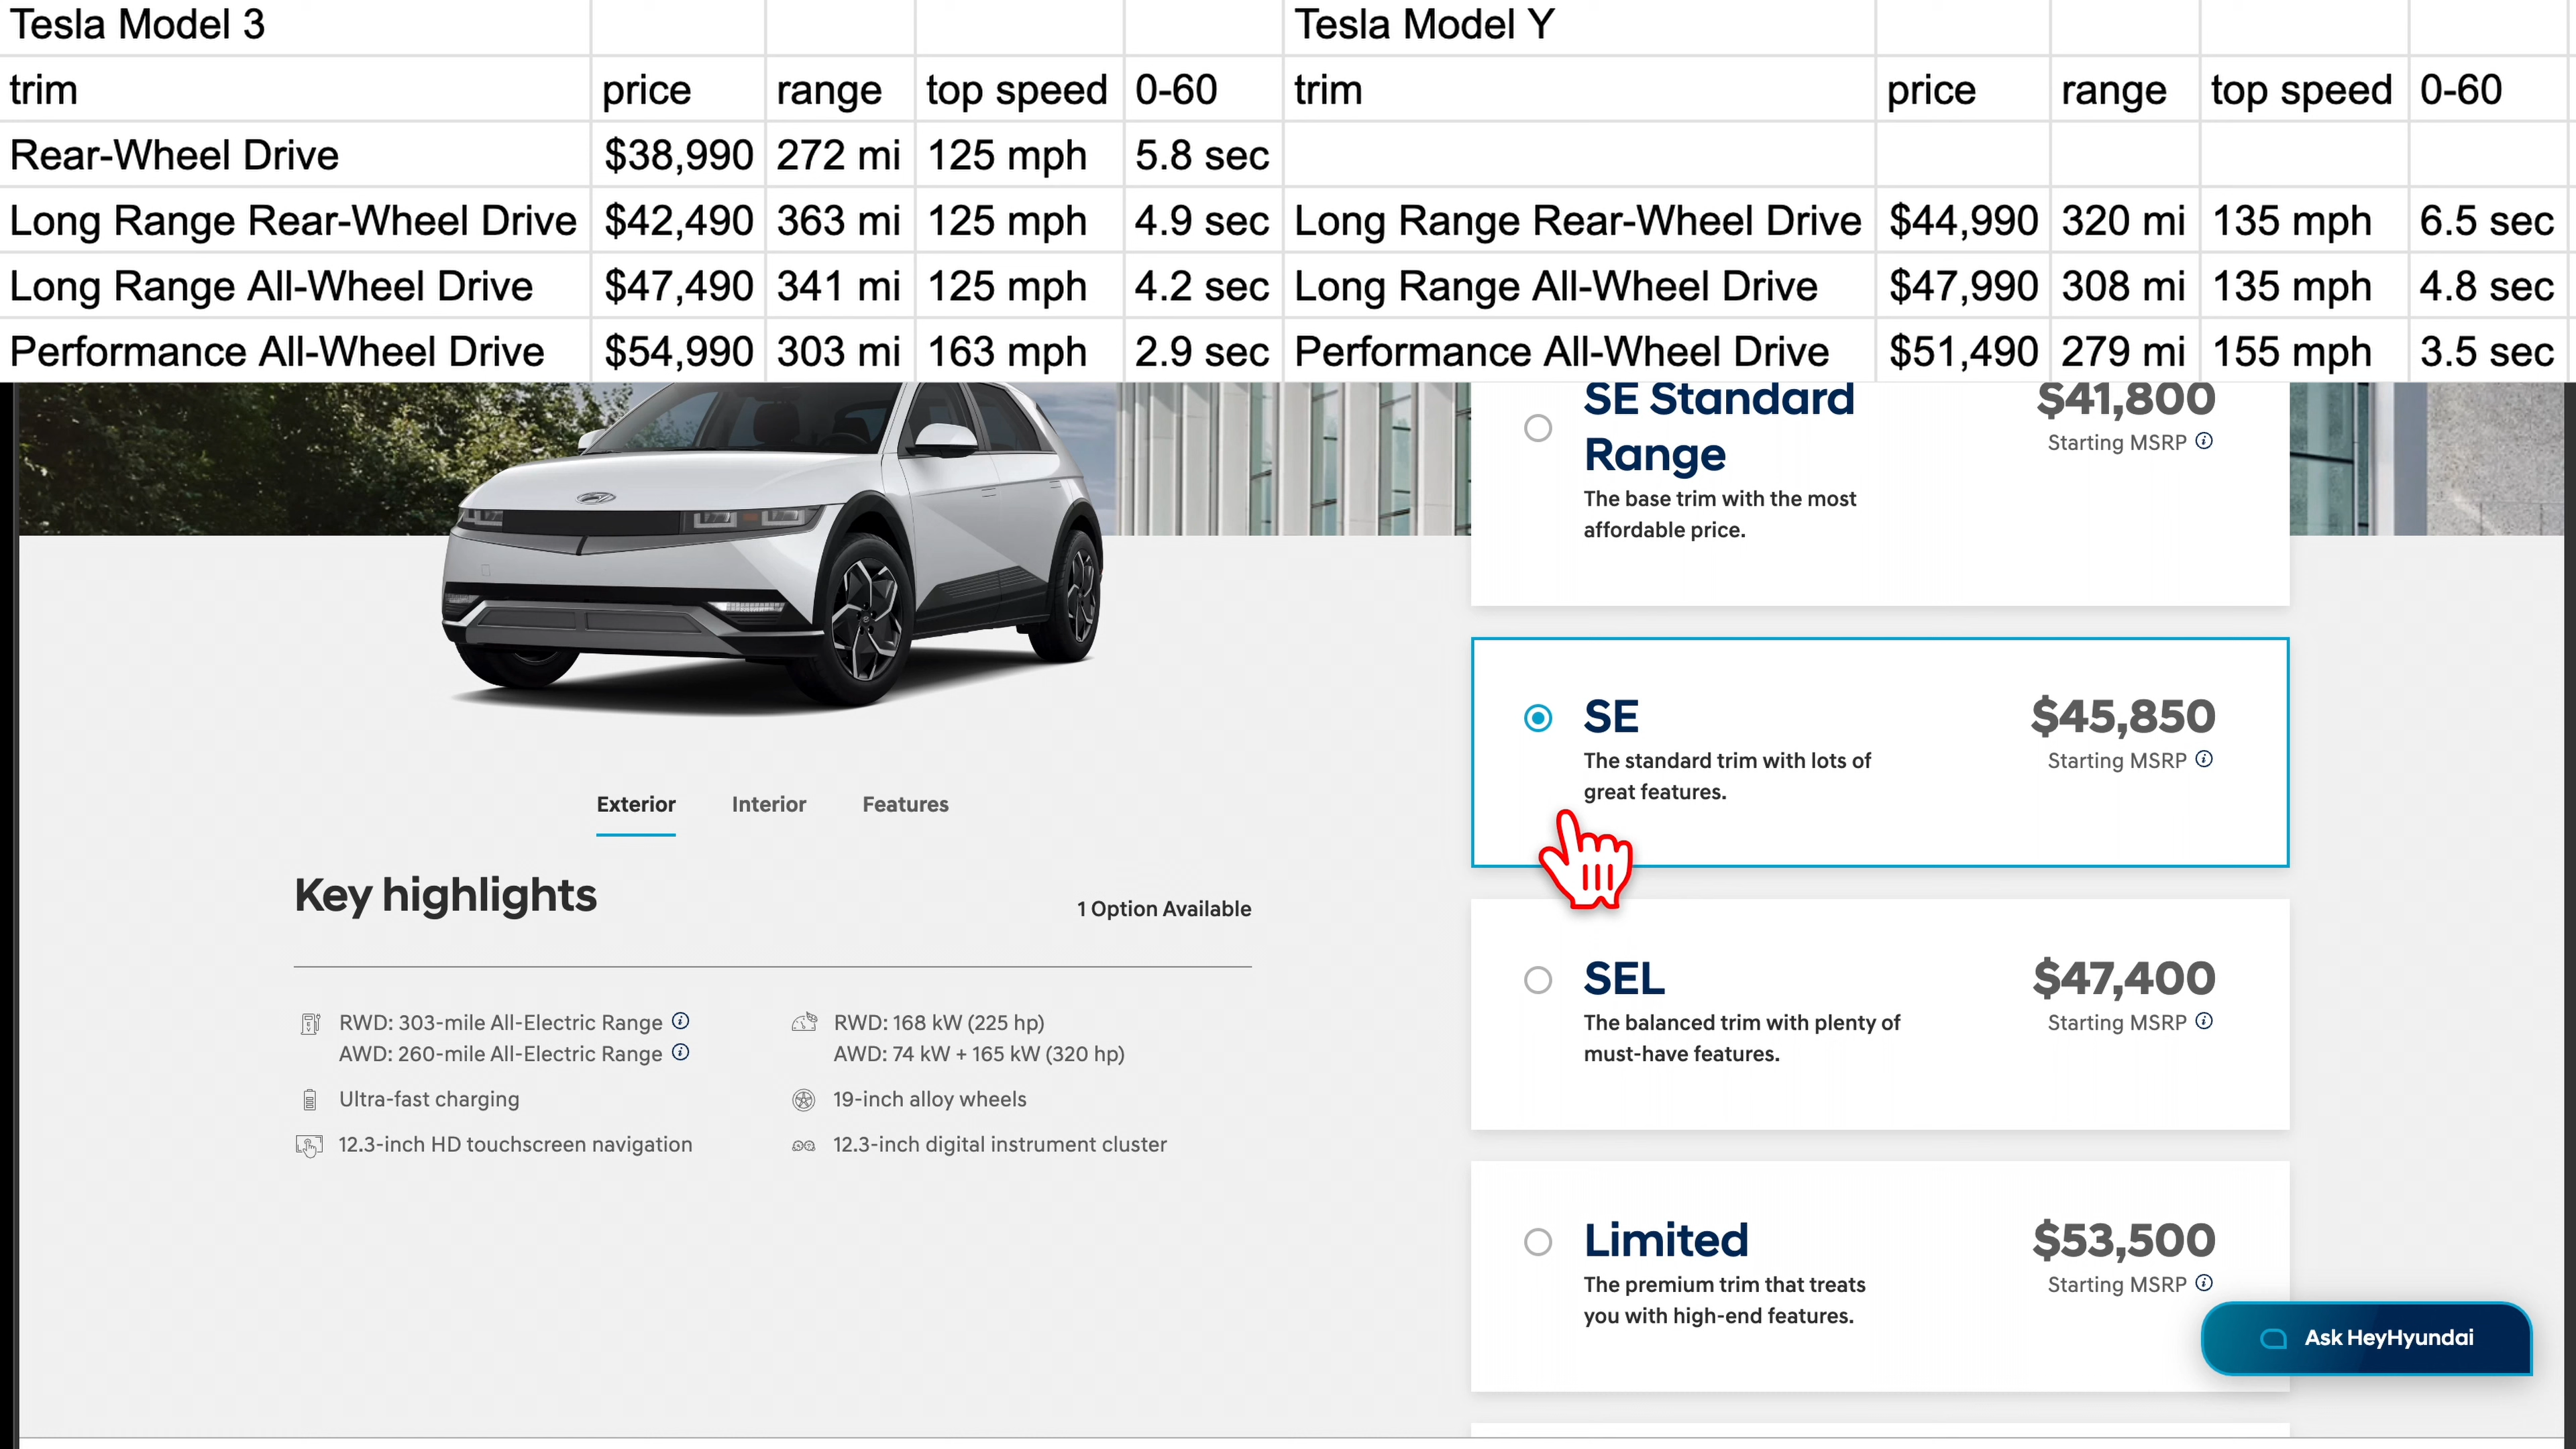 Tesla Model 3 Tesla Model Y
trim price range top speed 0-60 trim price range top speed 0-60
Rear-Wheel Drive $38,990 272 mi 125 mph 5.8 sec
Long Range Rear-Wheel Drive $42,490 363 mi 125 mph 4.9 sec Long Range Rear-Wheel Drive $44,990 320 mi 135 mph 6.5 sec
Long Range All-Wheel Drive $47,490 341 mi 125 mph 4.2 sec Long Range All-Wheel Drive $47,990 308 mi 135 mph 4.8 sec
Performance All-Wheel Drive $54,990 303 mi 163 mph 2.9 sec Performance All-Wheel Drive $51,490 279 mi 155 mph 3.5 sec
SE Standard $41,800
Range
Starting MSRP
The base trim with the most
affordable price.
SE $45,850
Starting MSRP
The standard trim with lots of
great features.
Exterior Interior Features
Key highlights
1 Option Available
RWD: 303-mile All-Electric Range
AWD: 260-mile All-Electric Range
RWD: 168 kW (225 hp)
AWD: 74 kW + 165 kW (320 hp)
Ultra-fast charging
19-inch alloy wheels
12.3-inch HD touchscreen navigation
12.3-inch digital instrument cluster
SEL $47,400
Starting MSRP
The balanced trim with plenty of
must-have features.
Limited $53,500
Starting MSRP
The premium trim that treats
you with high-end features.
Ask HeyHyundai